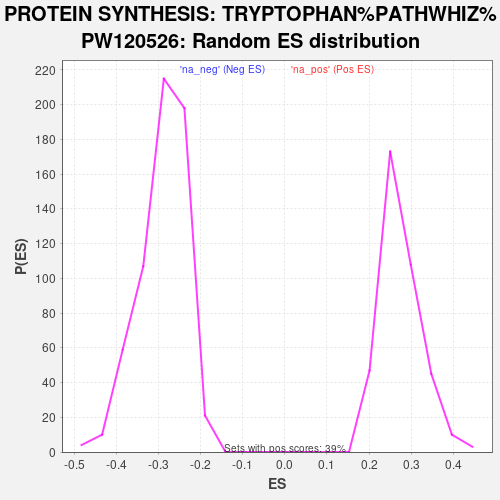 PROTEIN SYNTHESIS: TRYPTOPHAN%PATHWHIZ%
PW120526: Random ES distribution
'na_neg' (Neg ES) 'na_pos' (Pos ES)
220
200
180
160
140
120
100
80
60
40
20
0
P(ES)
Sets with pos scores: 39%
-0.5 -0.4 -0.3 -0.2 -0.1 0.0 0.1 0.2 0.3 0.4
ES